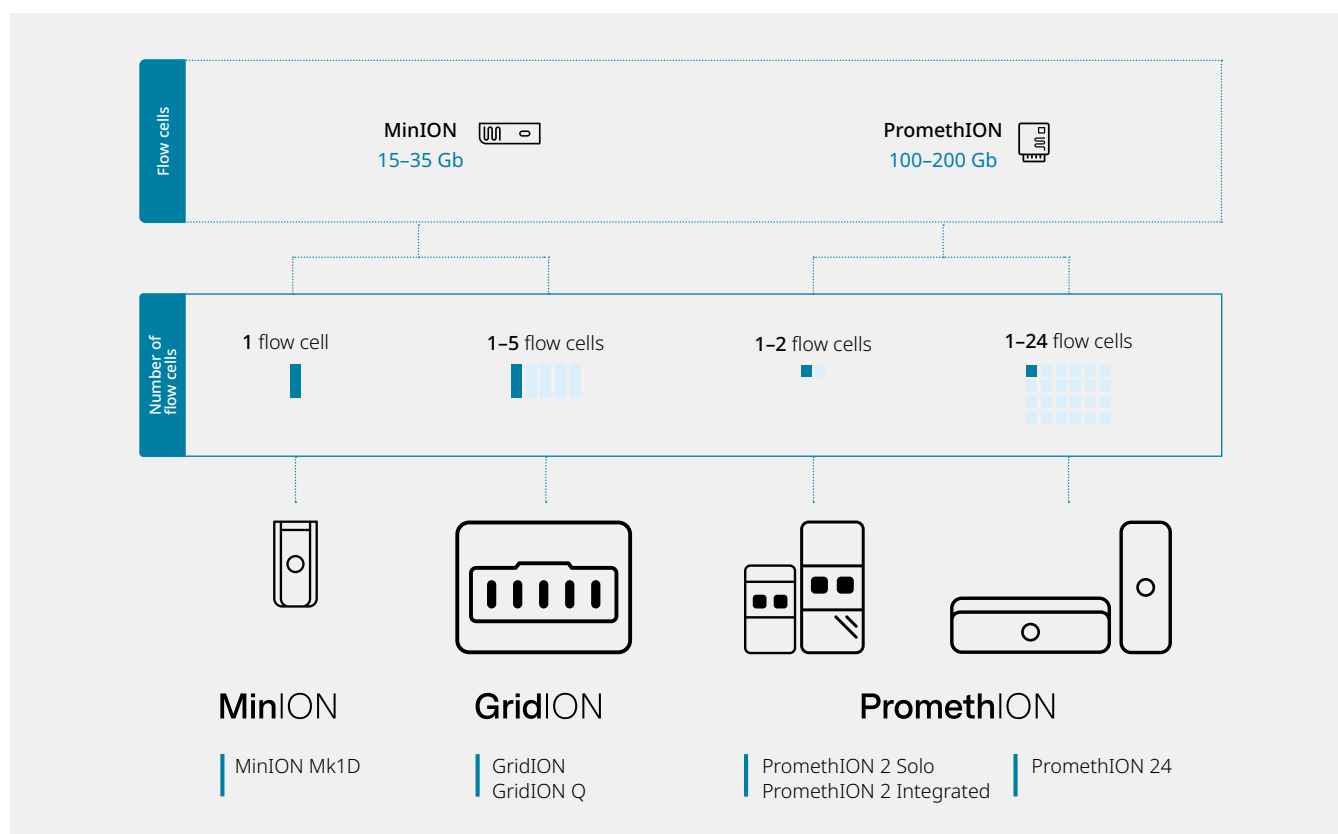 Flow cells
MinION
15–35 Gb
PromethION
100–200 Gb
Number of
flow cells
1 flow cell
1–5 flow cells
1–2 flow cells
1–24 flow cells
MinION
GridION
PromethION
MinION Mk1D
GridION
GridION Q
PromethION 2 Solo
PromethION 2 Integrated
PromethION 24